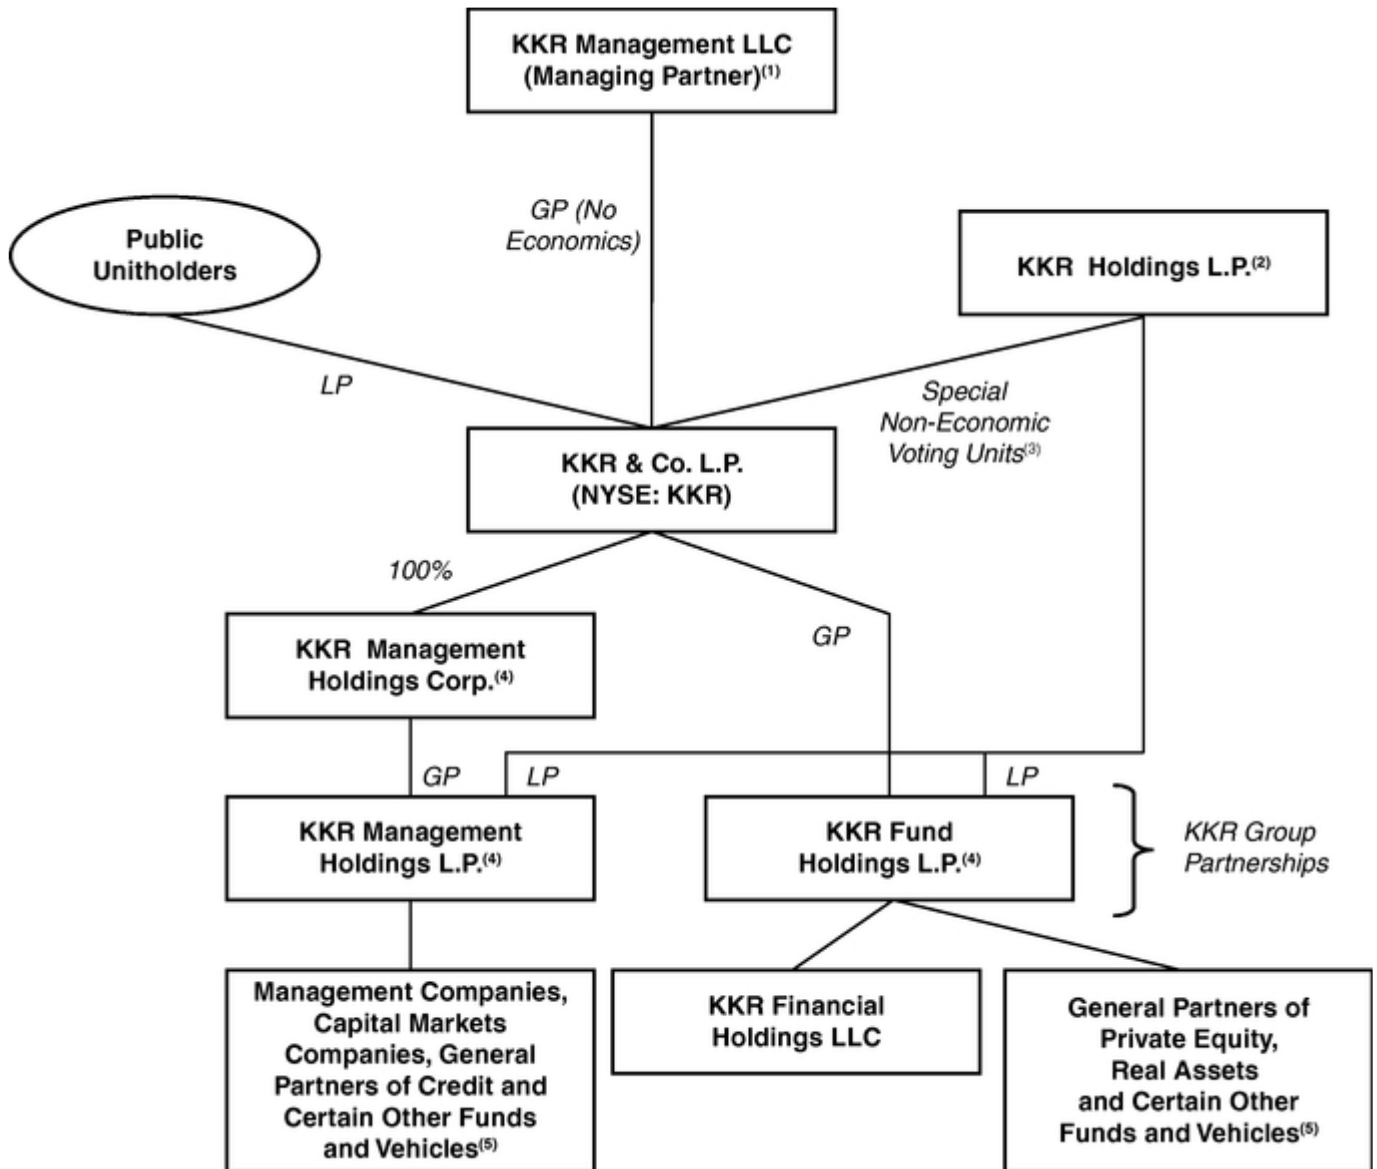 KKR Management LLC
(Managing Partner)(1)
GP (No
Economics)
Public
Unitholders
KKR Holdings L.P.(2)
LP
Special
Non-Economic
Voting Units(3)
KKR & Co. L.P.
(NYSE: KKR)
100%
GP
KKR Management
Holdings Corp.(4)
GP
LP
LP
KKR Management
Holdings L.P.(4)
KKR Fund
Holdings L.P.(4)
KKR Group
Partnerships
Management Companies,
Capital Markets
Companies, General
Partners of Credit and
Certain Other Funds
and Vehicles(5)
KKR Financial
Holdings LLC
General Partners of
Private Equity,
Real Assets
and Certain Other
Funds and Vehicles(5)